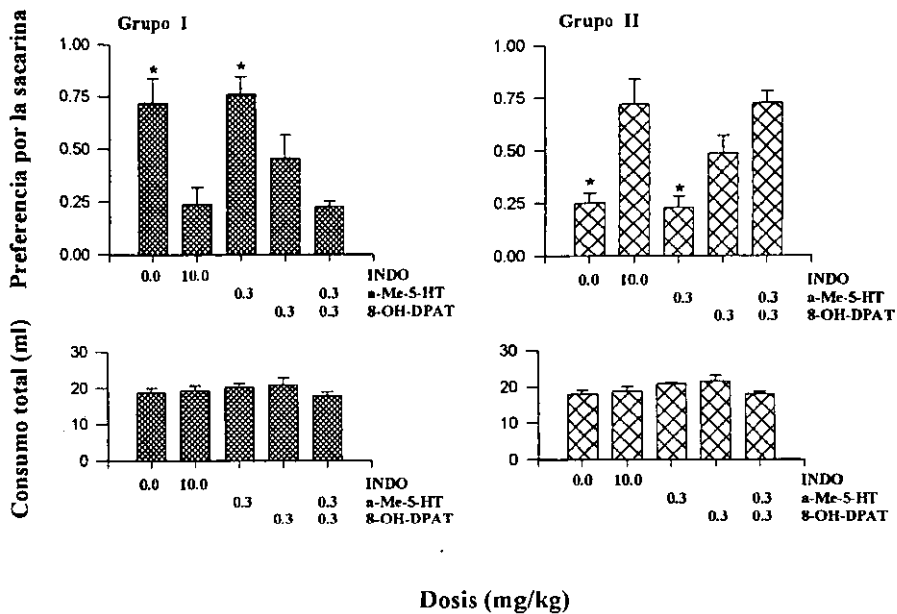 Grupo I
Preferencia por la sacarina
1.00
0.75
0.50
0.25
0.00
* *
0.0 10.0 INDO
0.3 0.3 a-Me-5-HT
0.3 0.3 8-OH-DPAT
Grupo II
1.00
0.75
0.50
0.25
0.00
* *
0.0 10.0 INDO
0.3 0.3 a-Me-5-HT
0.3 0.3 8-OH-DPAT
Consumo total (ml)
30
20
10
0
0.0 10.0 INDO
0.3 0.3 a-Me-5-HT
0.3 0.3 8-OH-DPAT
30
20
10
0
0.0 10.0 INDO
0.3 0.3 a-Me-5-HT
0.3 0.3 8-OH-DPAT
Dosis (mg/kg)